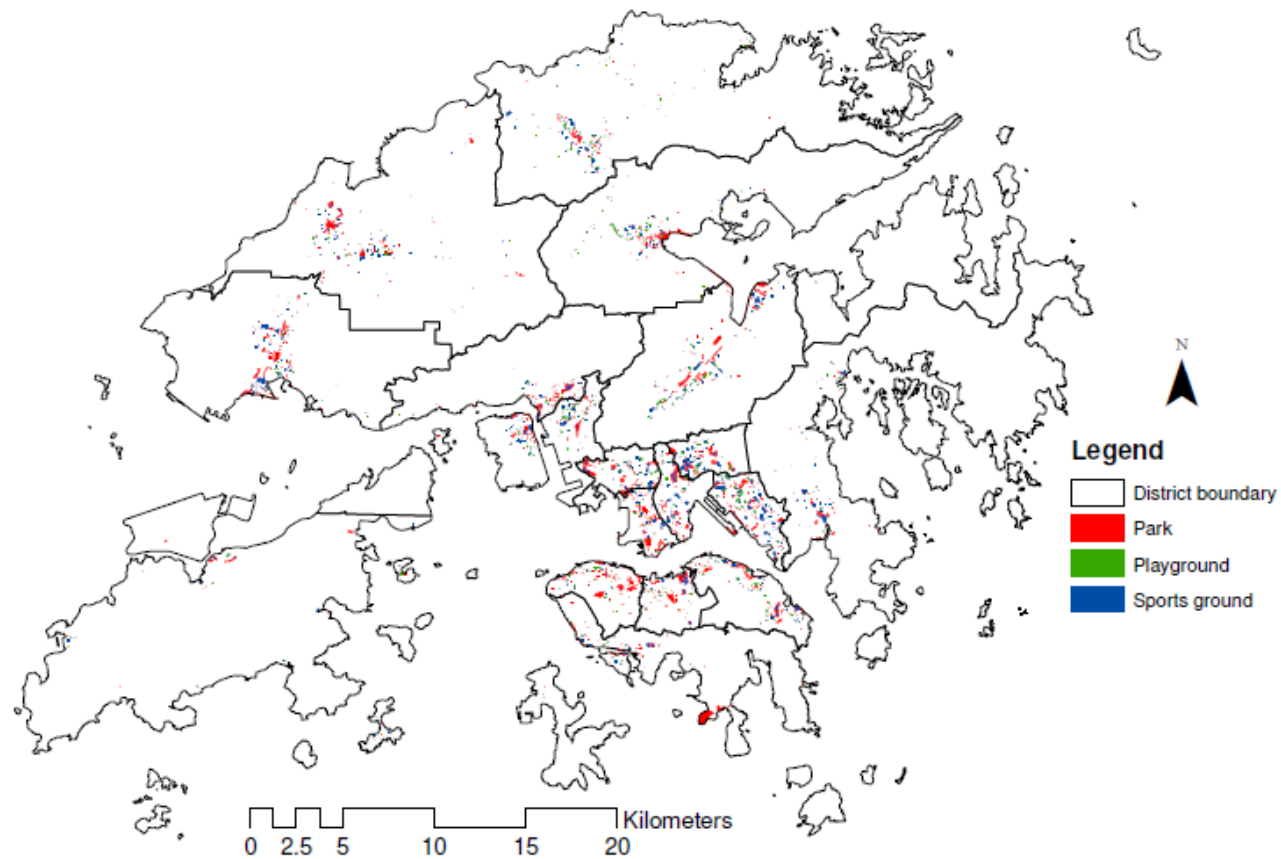 N
Legend
District boundary
Park
Playground
Sports ground
Kilometers
0 2.5 5 10 15 20